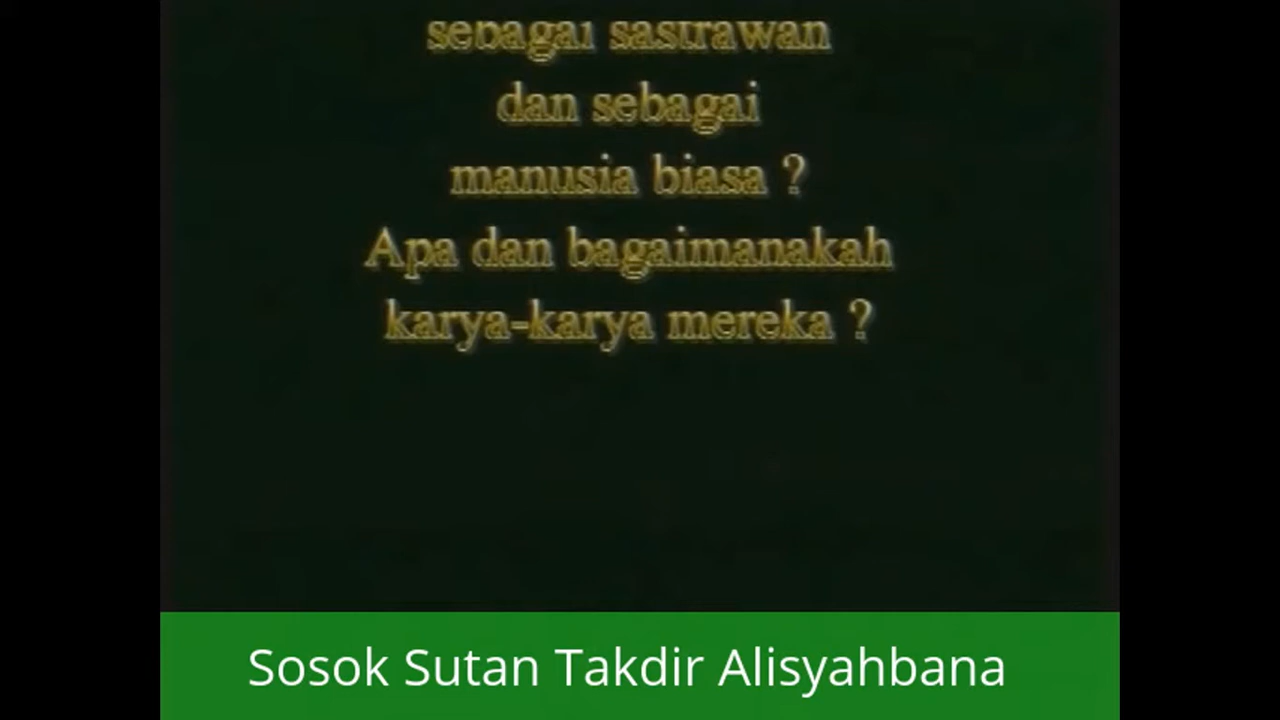 sebagai sastrawan
dan sebagai
manusia biasa ?
Apa dan bagaimanakah
karya-karya mereka ?
Sosok Sutan Takdir Alisyahbana